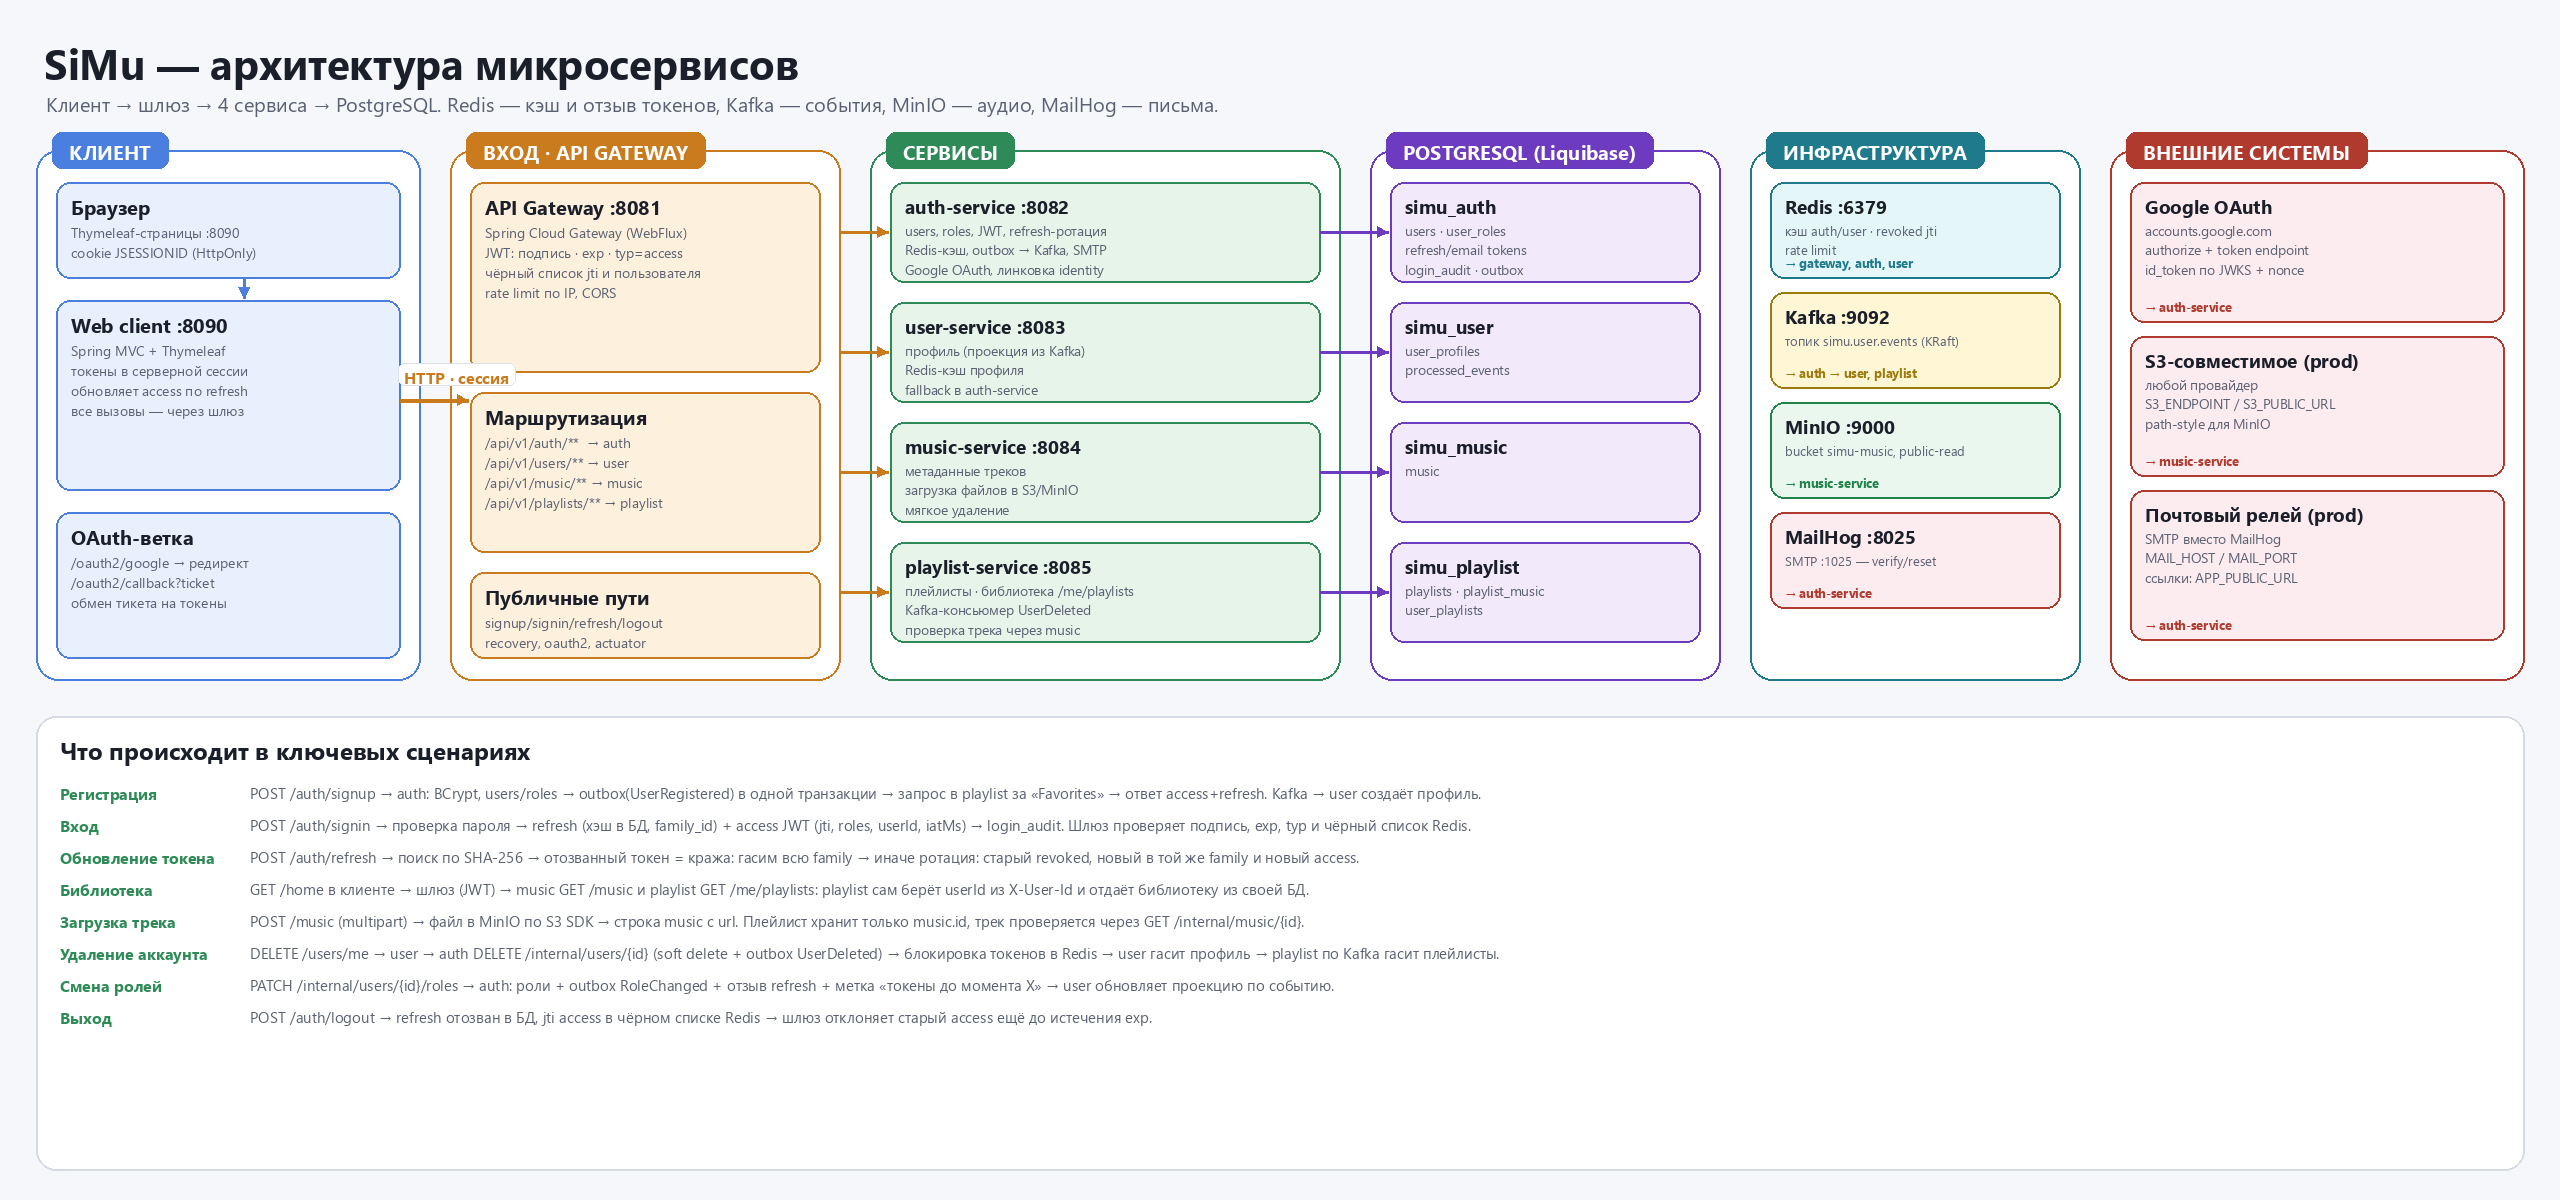 SiMu — архитектура микросервисов
Клиент → шлюз → 4 сервиса → PostgreSQL. Redis — кэш и отзыв токенов, Kafka — события, MinIO — аудио, MailHog — письма.
КЛИЕНТ
Браузер
Thymeleaf-страницы :8090
cookie JSESSIONID (HttpOnly)
Web client :8090
Spring MVC + Thymeleaf
токены в серверной сессии
обновляет access по refresh
все вызовы — через шлюз
OAuth-ветка
/oauth2/google → редирект
/oauth2/callback?ticket
обмен тикета на токены
HTTP · сессия
ВХОД · API GATEWAY
API Gateway :8081
Spring Cloud Gateway (WebFlux)
JWT: подпись · exp · typ=access
чёрный список jti и пользователя
rate limit по IP, CORS
Маршрутизация
/api/v1/auth/** → auth
/api/v1/users/** → user
/api/v1/music/** → music
/api/v1/playlists/** → playlist
Публичные пути
signup/signin/refresh/logout
recovery, oauth2, actuator
СЕРВИСЫ
auth-service :8082
users, roles, JWT, refresh-ротация
Redis-кэш, outbox → Kafka, SMTP
Google OAuth, линковка identity
user-service :8083
профиль (проекция из Kafka)
Redis-кэш профиля
fallback в auth-service
music-service :8084
метаданные треков
загрузка файлов в S3/MinIO
мягкое удаление
playlist-service :8085
плейлисты · библиотека /me/playlists
Kafka-консьюмер UserDeleted
проверка трека через music
POSTGRESQL (Liquibase)
simu_auth
users · user_roles
refresh/email tokens
login_audit · outbox
simu_user
user_profiles
processed_events
simu_music
music
simu_playlist
playlists · playlist_music
user_playlists
ИНФРАСТРУКТУРА
Redis :6379
кэш auth/user · revoked jti
rate limit
→ gateway, auth, user
Kafka :9092
топик simu.user.events (KRaft)
→ auth → user, playlist
MinIO :9000
bucket simu-music, public-read
→ music-service
MailHog :8025
SMTP :1025 — verify/reset
→ auth-service
ВНЕШНИЕ СИСТЕМЫ
Google OAuth
accounts.google.com
authorize + token endpoint
id_token по JWKS + nonce
→ auth-service
S3-совместимое (prod)
любой провайдер
S3_ENDPOINT / S3_PUBLIC_URL
path-style для MinIO
→ music-service
Почтовый релей (prod)
SMTP вместо MailHog
MAIL_HOST / MAIL_PORT
ссылки: APP_PUBLIC_URL
→ auth-service
Что происходит в ключевых сценариях
Регистрация POST /auth/signup → auth: BCrypt, users/roles → outbox(UserRegistered) в одной транзакции → запрос в playlist за «Favorites» → ответ access+refresh. Kafka → user создаёт профиль.
Вход POST /auth/signin → проверка пароля → refresh (хэш в БД, family_id) + access JWT (jti, roles, userId, iatMs) → login_audit. Шлюз проверяет подпись, exp, typ и чёрный список Redis.
Обновление токена POST /auth/refresh → поиск по SHA-256 → отозванный токен = кража: гасим всю family → иначе ротация: старый revoked, новый в той же family и новый access.
Библиотека GET /home в клиенте → шлюз (JWT) → music GET /music и playlist GET /me/playlists: playlist сам берёт userId из X-User-Id и отдаёт библиотеку из своей БД.
Загрузка трека POST /music (multipart) → файл в MinIO по S3 SDK → строка music с url. Плейлист хранит только music.id, трек проверяется через GET /internal/music/{id}.
Удаление аккаунта DELETE /users/me → user → auth DELETE /internal/users/{id} (soft delete + outbox UserDeleted) → блокировка токенов в Redis → user гасит профиль → playlist по Kafka гасит плейлисты.
Смена ролей PATCH /internal/users/{id}/roles → auth: роли + outbox RoleChanged + отзыв refresh + метка «токены до момента X» → user обновляет проекцию по событию.
Выход POST /auth/logout → refresh отозван в БД, jti access в чёрном списке Redis → шлюз отклоняет старый access ещё до истечения exp.